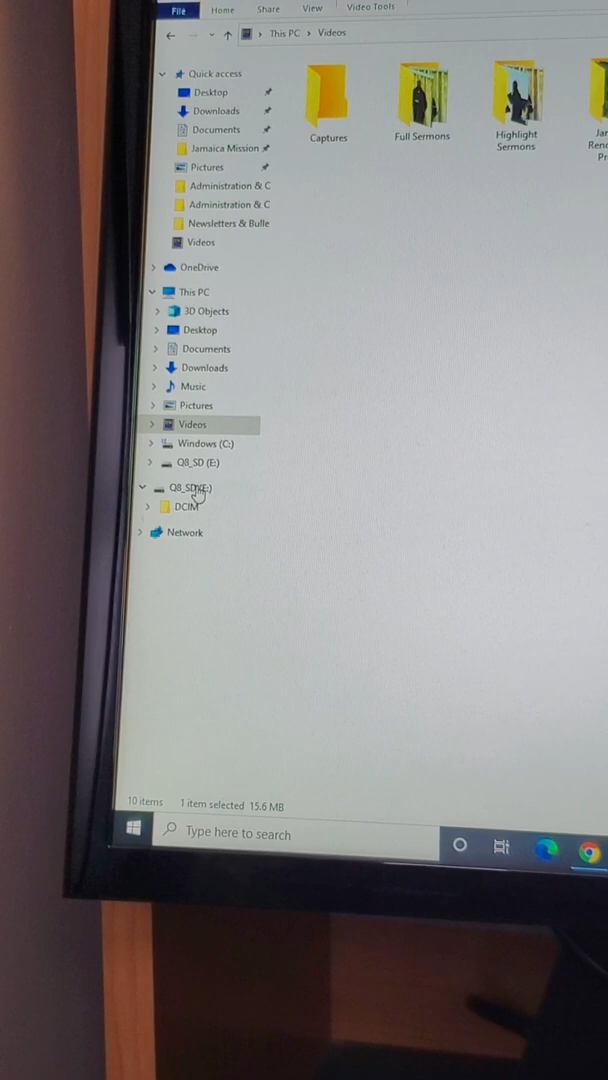 File Home Share View Video Tools
This PC > Videos
Quick access
Desktop
Downloads
Documents
Jamaica Mission
Pictures
Administration & C
Administration & C
Newsletters & Bulle
Videos
OneDrive
This PC
3D Objects
Desktop
Documents
Downloads
Music
Pictures
Videos
Windows (C:)
Q8_SD (E:)
Q8_SD (E:)
DCIM
Network
Captures
Full Sermons
Highlight
Sermons
10 items 1 item selected 15.6 MB
Type here to search